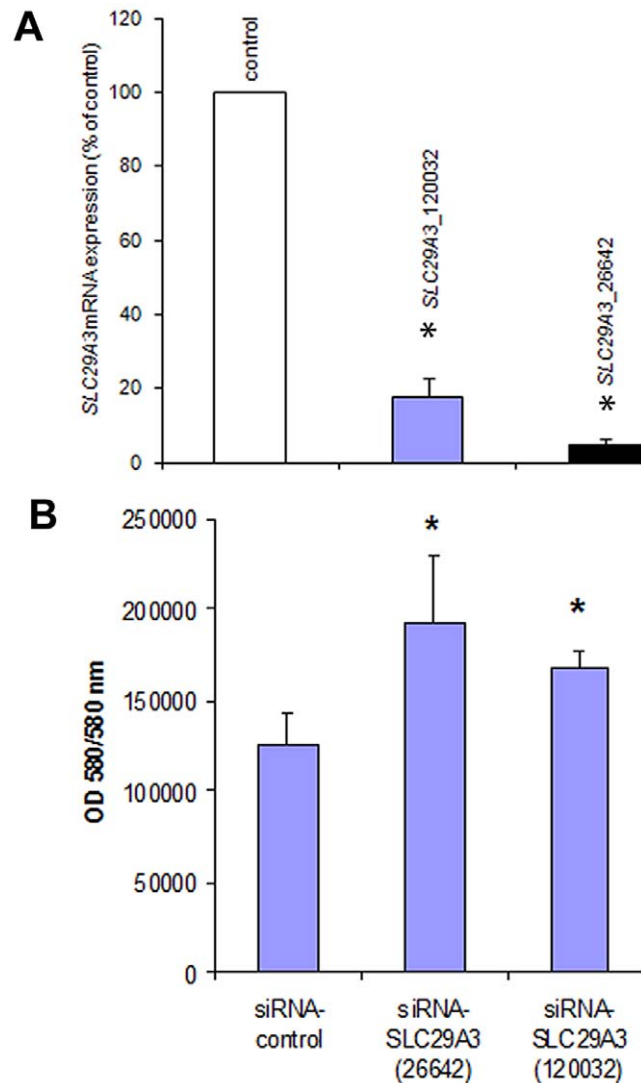 A
SLC29A3mRNA expression (% of control)
120
100
80
60
40
20
0
control
* SLC29A3_120032
* SLC29A3_26642
B
OD 580/580 nm
250000
200000
150000
100000
50000
0
*
*
siRNA-
control
siRNA-
SLC29A3
(26642)
siRNA-
SLC29A3
(120032)